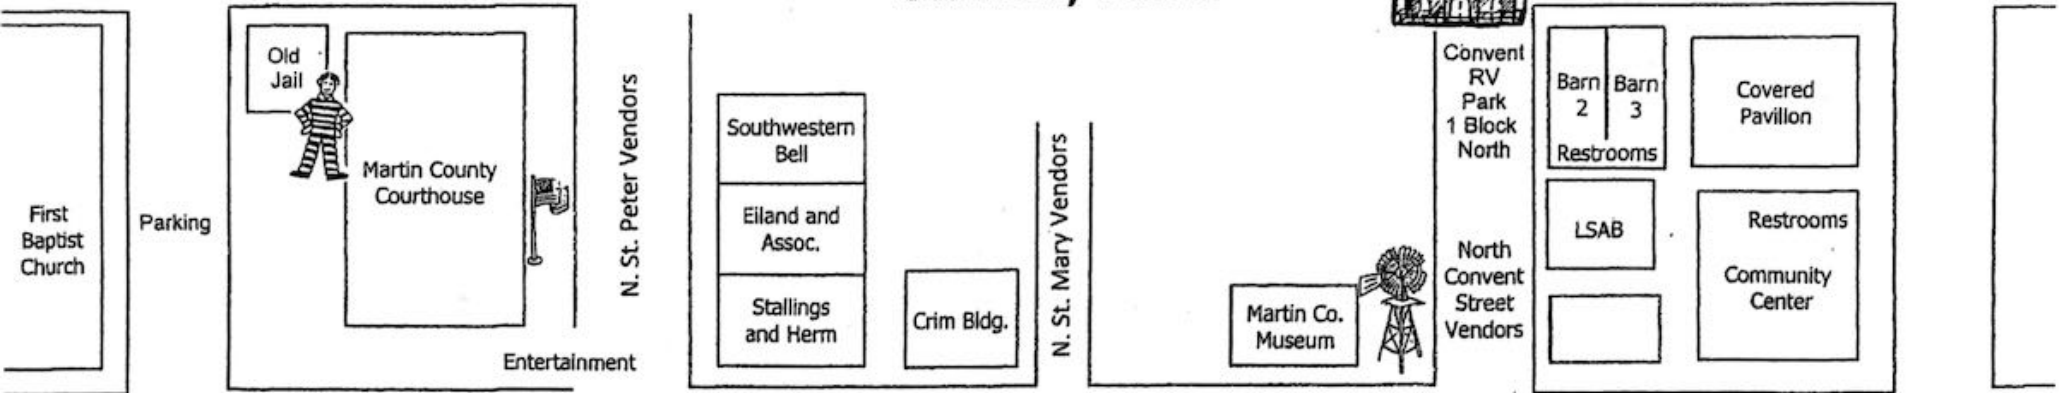 First
Baptist
Church
Parking
Old
Jail
Martin County
Courthouse
Entertainment
N. St. Peter Vendors
Southwestern
Bell
Eiland and
Assoc.
Stallings
and Herm
Crim Bldg.
N. St. Mary Vendors
Martin Co.
Museum
Convent
RV
Park
1 Block
North
North
Convent
Street
Vendors
Barn
2
Barn
3
Restrooms
LSAB
Covered
Pavilion
Restrooms
Community
Center